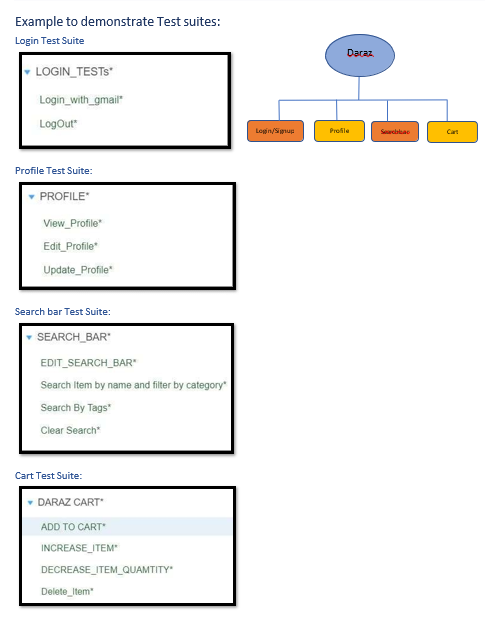 Example to demonstrate Test suites:
Login Test Suite
LOGIN_TESTs*
Login_with_gmail*
LogOut*
Daraz
Login/Signup
Profile
Cart
Profile Test Suite:
PROFILE*
View_Profile*
Edit_Profile*
Update_Profile*
Search bar Test Suite:
SEARCH_BAR*
EDIT_SEARCH_BAR*
Search Item by name and filter by category*
Search By Tags*
Clear Search*
Cart Test Suite:
DARAZ CART*
ADD TO CART*
INCREASE_ITEM*
DECREASE_ITEM_QUAMTITY*
Delete_Item*